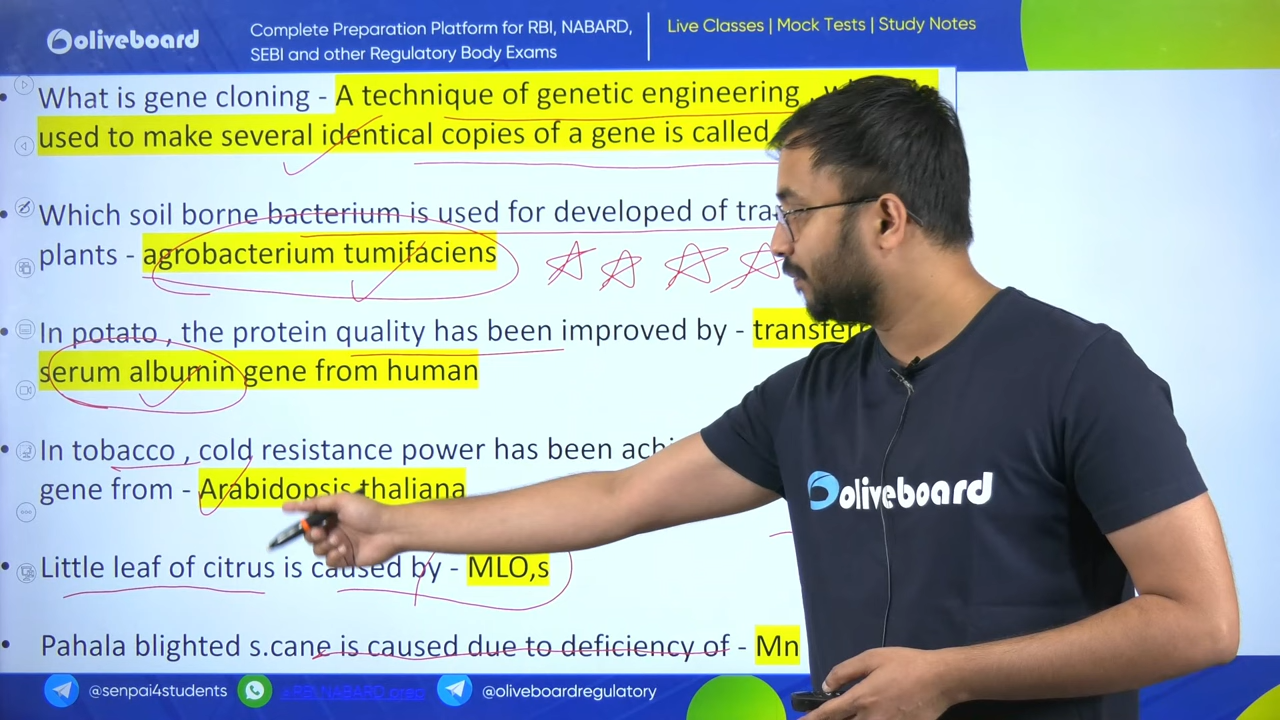 oliveboard
Complete Preparation Platform for RBI, NABARD,
SEBI and other Regulatory Body Exams
Live Classes | Mock Tests | Study Notes
• What is gene cloning - A technique of genetic engineering ,
used to make several identical copies of a gene is called
• Which soil borne bacterium is used for developed of
plants - agrobacterium tumifaciens
• In potato , the protein quality has been improved by -
serum albumin gene from human
• In tobacco , cold resistance power has been
gene from - Arabidopsis thaliana
• Little leaf of citrus is caused by - MLO,s
• Pahala blighted s.cane is caused due to deficiency of - Mn
oliveboard
@senpai4students
@oliveboardregulatory